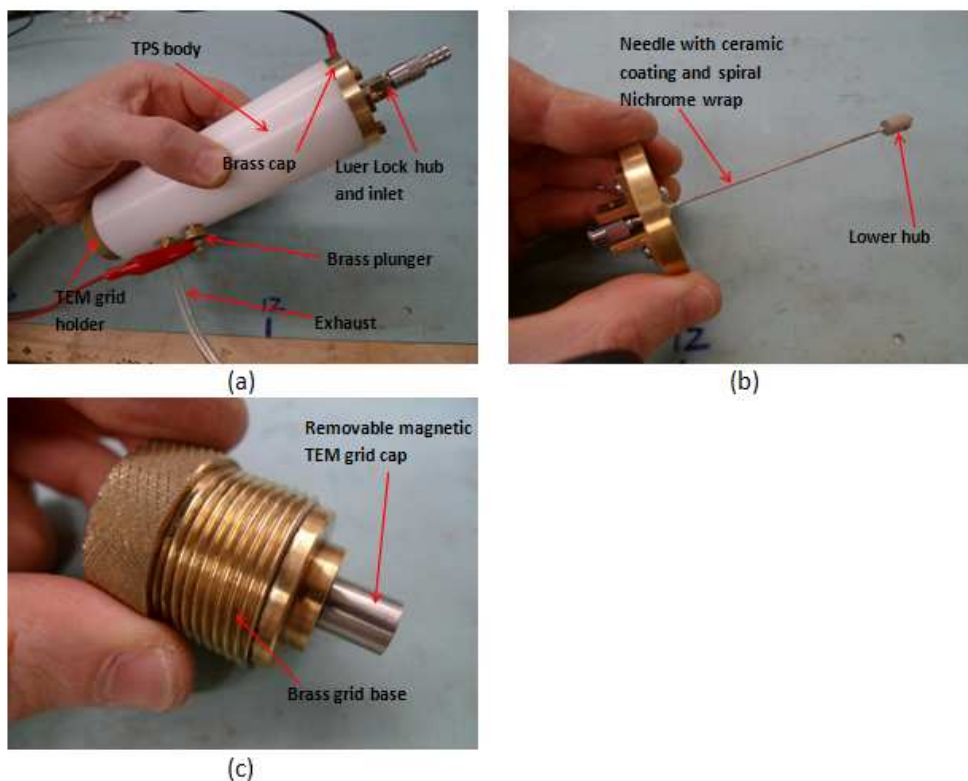 TPS body
Brass cap
Luer Lock hub
and inlet
Brass plunger
TEM grid
holder
Exhaust
12
(a)
Needle with ceramic
coating and spiral
Nichrome wrap
Lower hub
12
(b)
Removable magnetic
TEM grid cap
Brass grid base
(c)